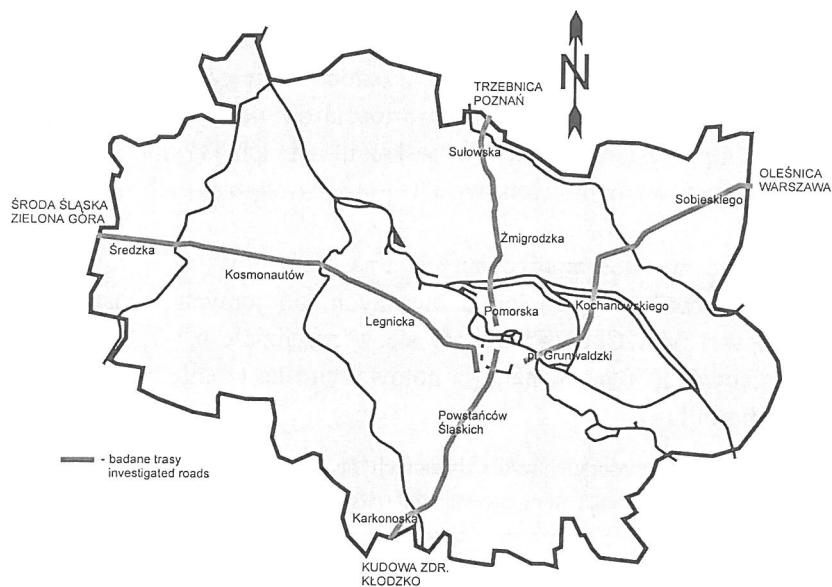 N
TRZEBNICA
POZNAŃ
Sułowska
OLEŚNICA
WARSZAWA
Sobieskiego
ŚRODA ŚLĄSKA
ZIELONA GÓRA
Średzka
Żmigrodzka
Kosmonautów
Kochanowskiego
Pomorska
Legnicka
pl. Grunwaldzki
Powstańców
Śląskich
- badane trasy
investigated roads
Karkonoska
KUDOWA ZDR.
KŁODZKO